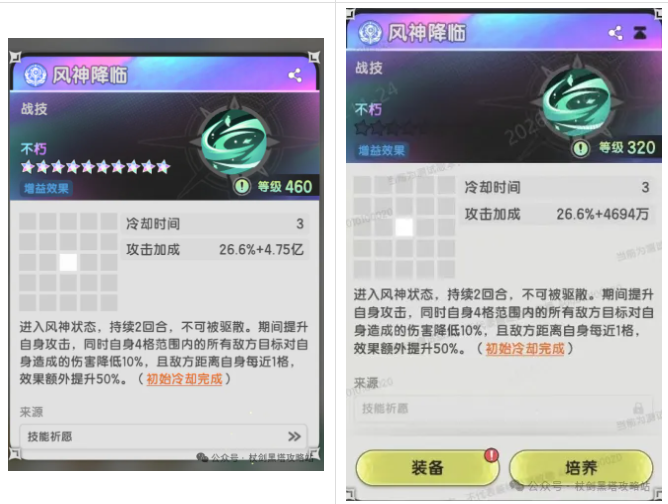 风神降临
战技
不朽
增益效果
等级 460
冷却时间 3
攻击加成 26.6%+4.75亿
进入风神状态，持续2回合，不可被驱散。期间提升
自身攻击，同时自身4格范围内的所有敌方目标对自
身造成的伤害降低10%，且敌方距离自身每近1格，
效果额外提升50%。（初始冷却完成）
来源
技能祈愿
公众号·杖剑黑塔攻略站
风神降临
战技
不朽
增益效果
等级 320
冷却时间 3
攻击加成 26.6%+4694万
进入风神状态，持续2回合，不可被驱散。期间提升
自身攻击，同时自身4格范围内的所有敌方目标对自
身造成的伤害降低10%，且敌方距离自身每近1格，
效果额外提升50%。（初始冷却完成）
来源
技能祈愿
装备
培养
公众号·杖剑黑塔攻略站